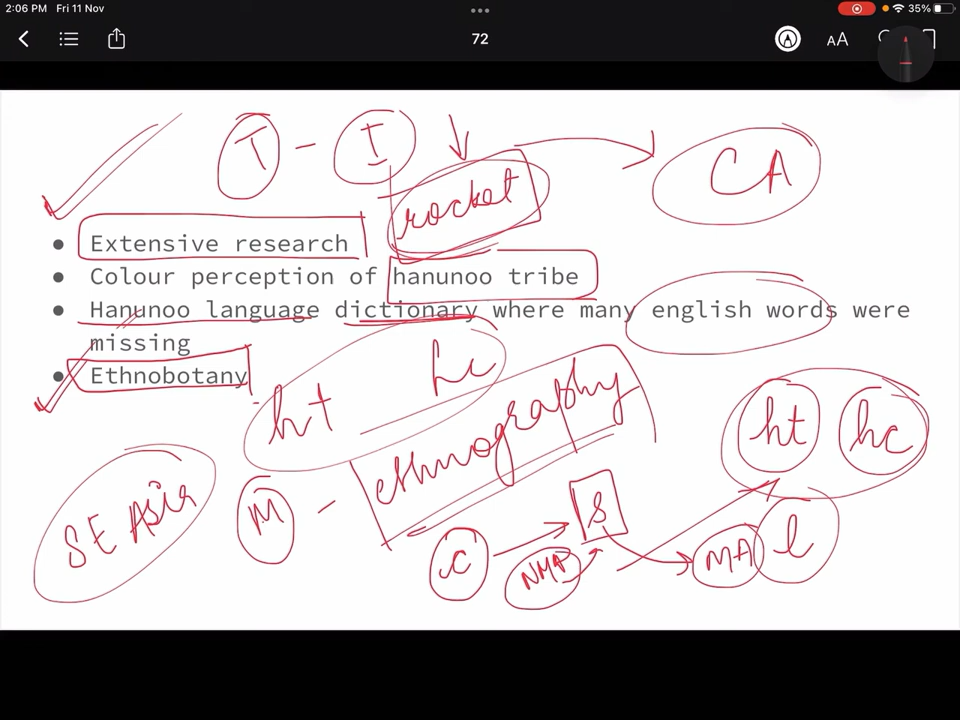 2:06 PM Fri 11 Nov
35%
72
AA
T - I
rocket
CA
• Extensive research
• Colour perception of hanunoo tribe
• Hanunoo language dictionary where many english words were
missing
• Ethnobotany
ht hc
ht hc
SE Asia
M - ethnography
C NMA S MA l